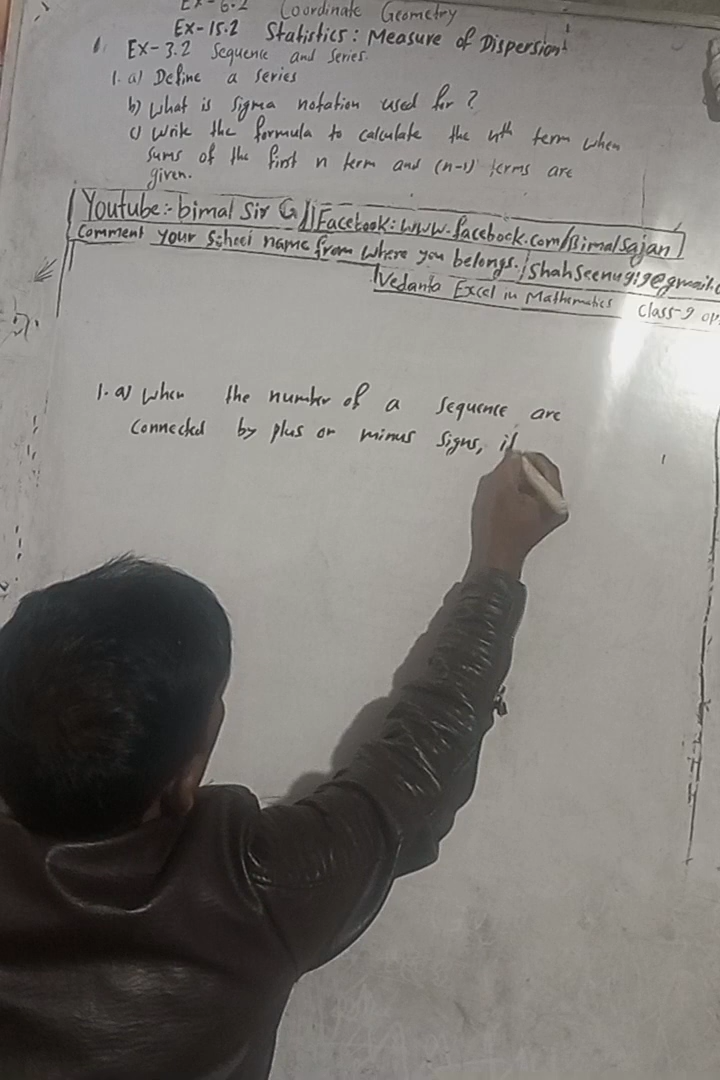 Ex-6.2 Coordinate Geometry
Ex-15.2 Statistics: Measure of Dispersion
Ex-3.2 Sequence and series.
1. a) Define a series
b) What is sigma notation used for ?
c) Write the formula to calculate the nth term when
sums of the first n term and (n-1) terms are
given.
Youtube:- bimal Sir G // Facebook: www.facebook.com/Bimalsajan
Comment your School name from where you belongs. /
Vedanta Excel in Mathematics Class-9 op
1. a) When the number of a sequence are
connected by plus or minus signs, it